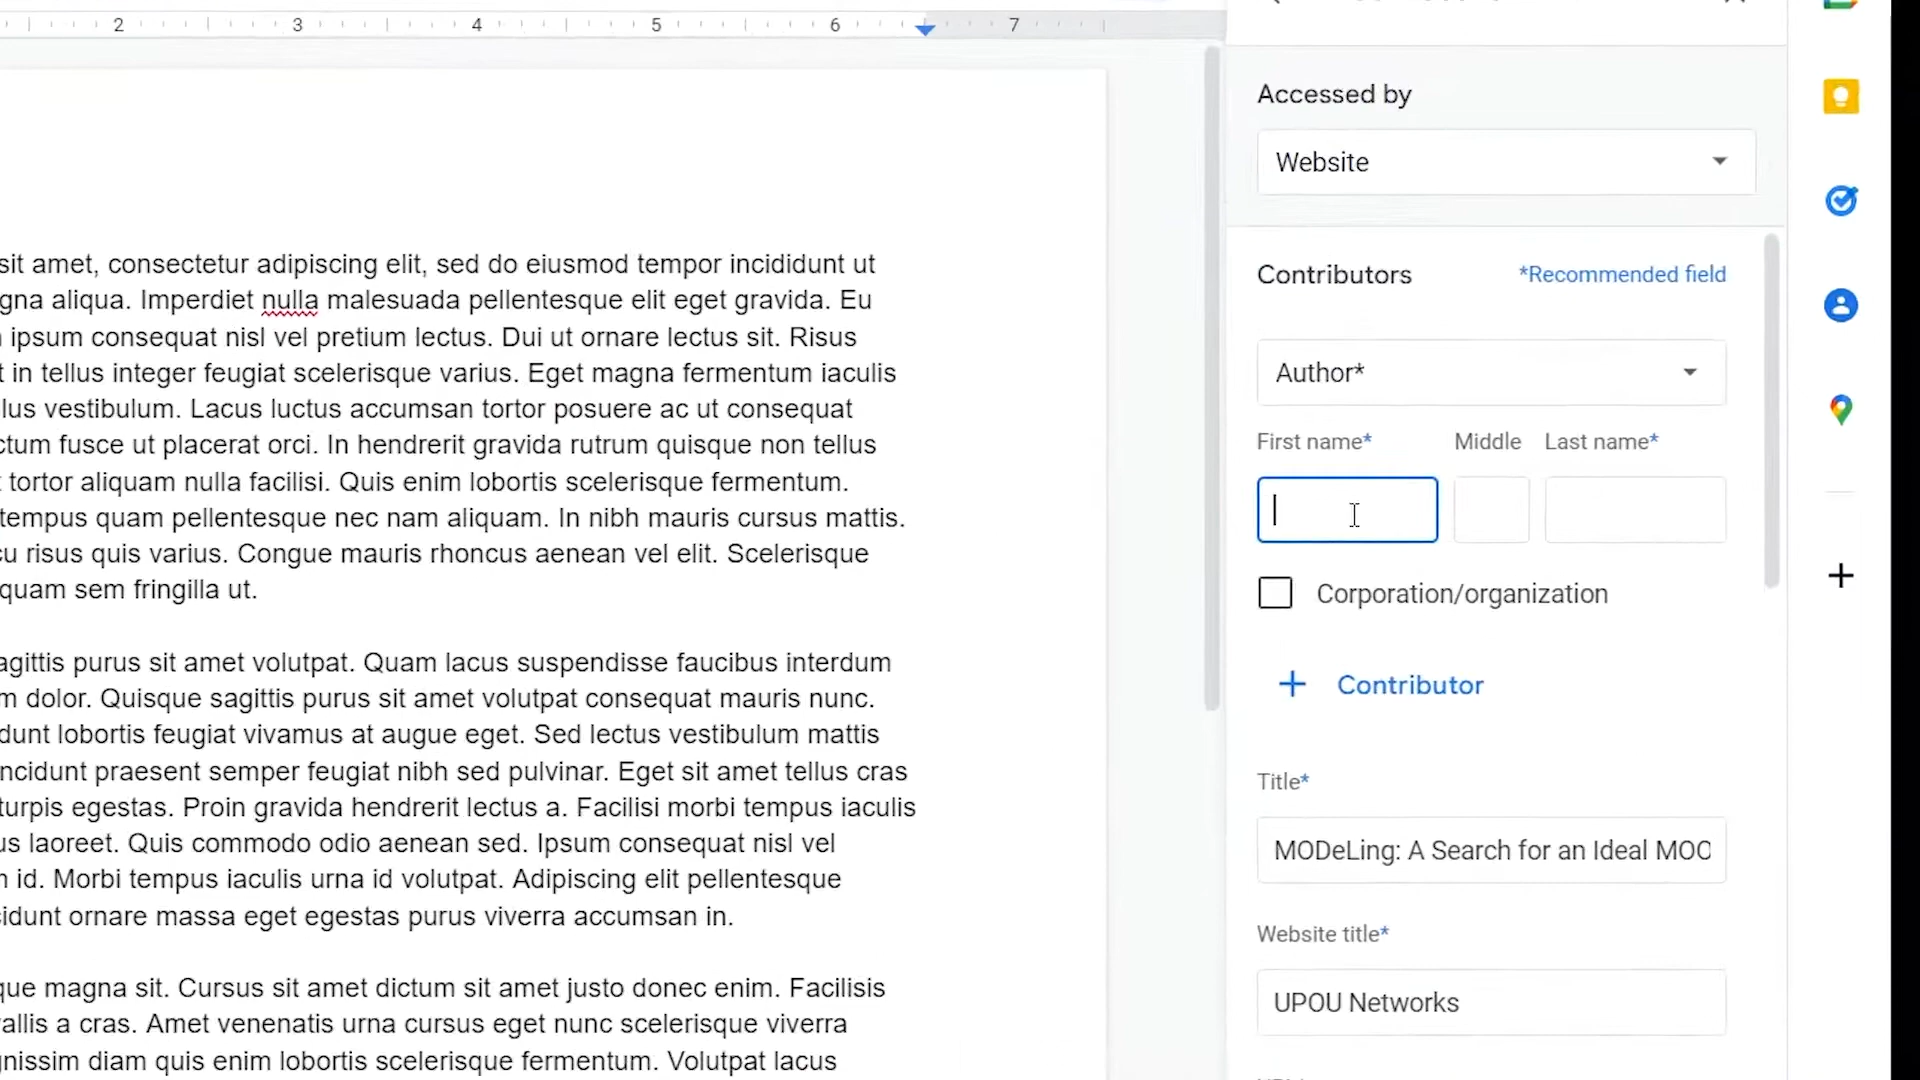 2 3 4 5 6 7
sit amet, consectetur adipiscing elit, sed do eiusmod tempor incididunt ut
gna aliqua. Imperdiet nulla malesuada pellentesque elit eget gravida. Eu
ipsum consequat nisl vel pretium lectus. Dui ut ornare lectus sit. Risus
t in tellus integer feugiat scelerisque varius. Eget magna fermentum iaculis
lus vestibulum. Lacus luctus accumsan tortor posuere ac ut consequat
ctum fusce ut placerat orci. In hendrerit gravida rutrum quisque non tellus
t tortor aliquam nulla facilisi. Quis enim lobortis scelerisque fermentum.
tempus quam pellentesque nec nam aliquam. In nibh mauris cursus mattis.
cu risus quis varius. Congue mauris rhoncus aenean vel elit. Scelerisque
quam sem fringilla ut.
agittis purus sit amet volutpat. Quam lacus suspendisse faucibus interdum
m dolor. Quisque sagittis purus sit amet volutpat consequat mauris nunc.
dunt lobortis feugiat vivamus at augue eget. Sed lectus vestibulum mattis
ncidunt praesent semper feugiat nibh sed pulvinar. Eget sit amet tellus cras
turpis egestas. Proin gravida hendrerit lectus a. Facilisi morbi tempus iaculis
us laoreet. Quis commodo odio aenean sed. Ipsum consequat nisl vel
n id. Morbi tempus iaculis urna id volutpat. Adipiscing elit pellentesque
cidunt ornare massa eget egestas purus viverra accumsan in.
que magna sit. Cursus sit amet dictum sit amet justo donec enim. Facilisis
allis a cras. Amet venenatis urna cursus eget nunc scelerisque viverra
gnissim diam quis enim lobortis scelerisque fermentum. Volutpat lacus
Accessed by
Website
Contributors *Recommended field
Author*
First name* Middle Last name*
Corporation/organization
+ Contributor
Title*
MODeLing: A Search for an Ideal MOO
Website title*
UPOU Networks